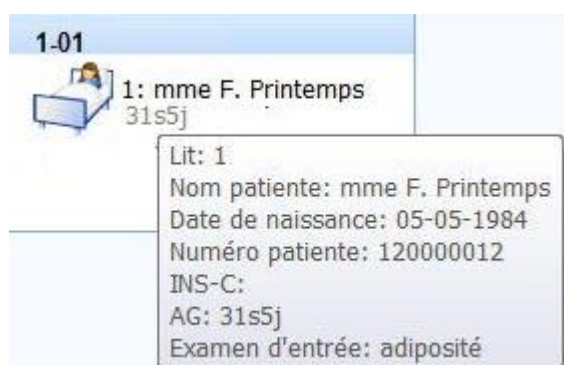 1-01
1: mme F. Printemps
31s5j
Lit: 1
Nom patiente: mme F. Printemps
Date de naissance: 05-05-1984
Numéro patiente: 120000012
INS-C:
AG: 31s5j
Examen d'entrée: adiposité